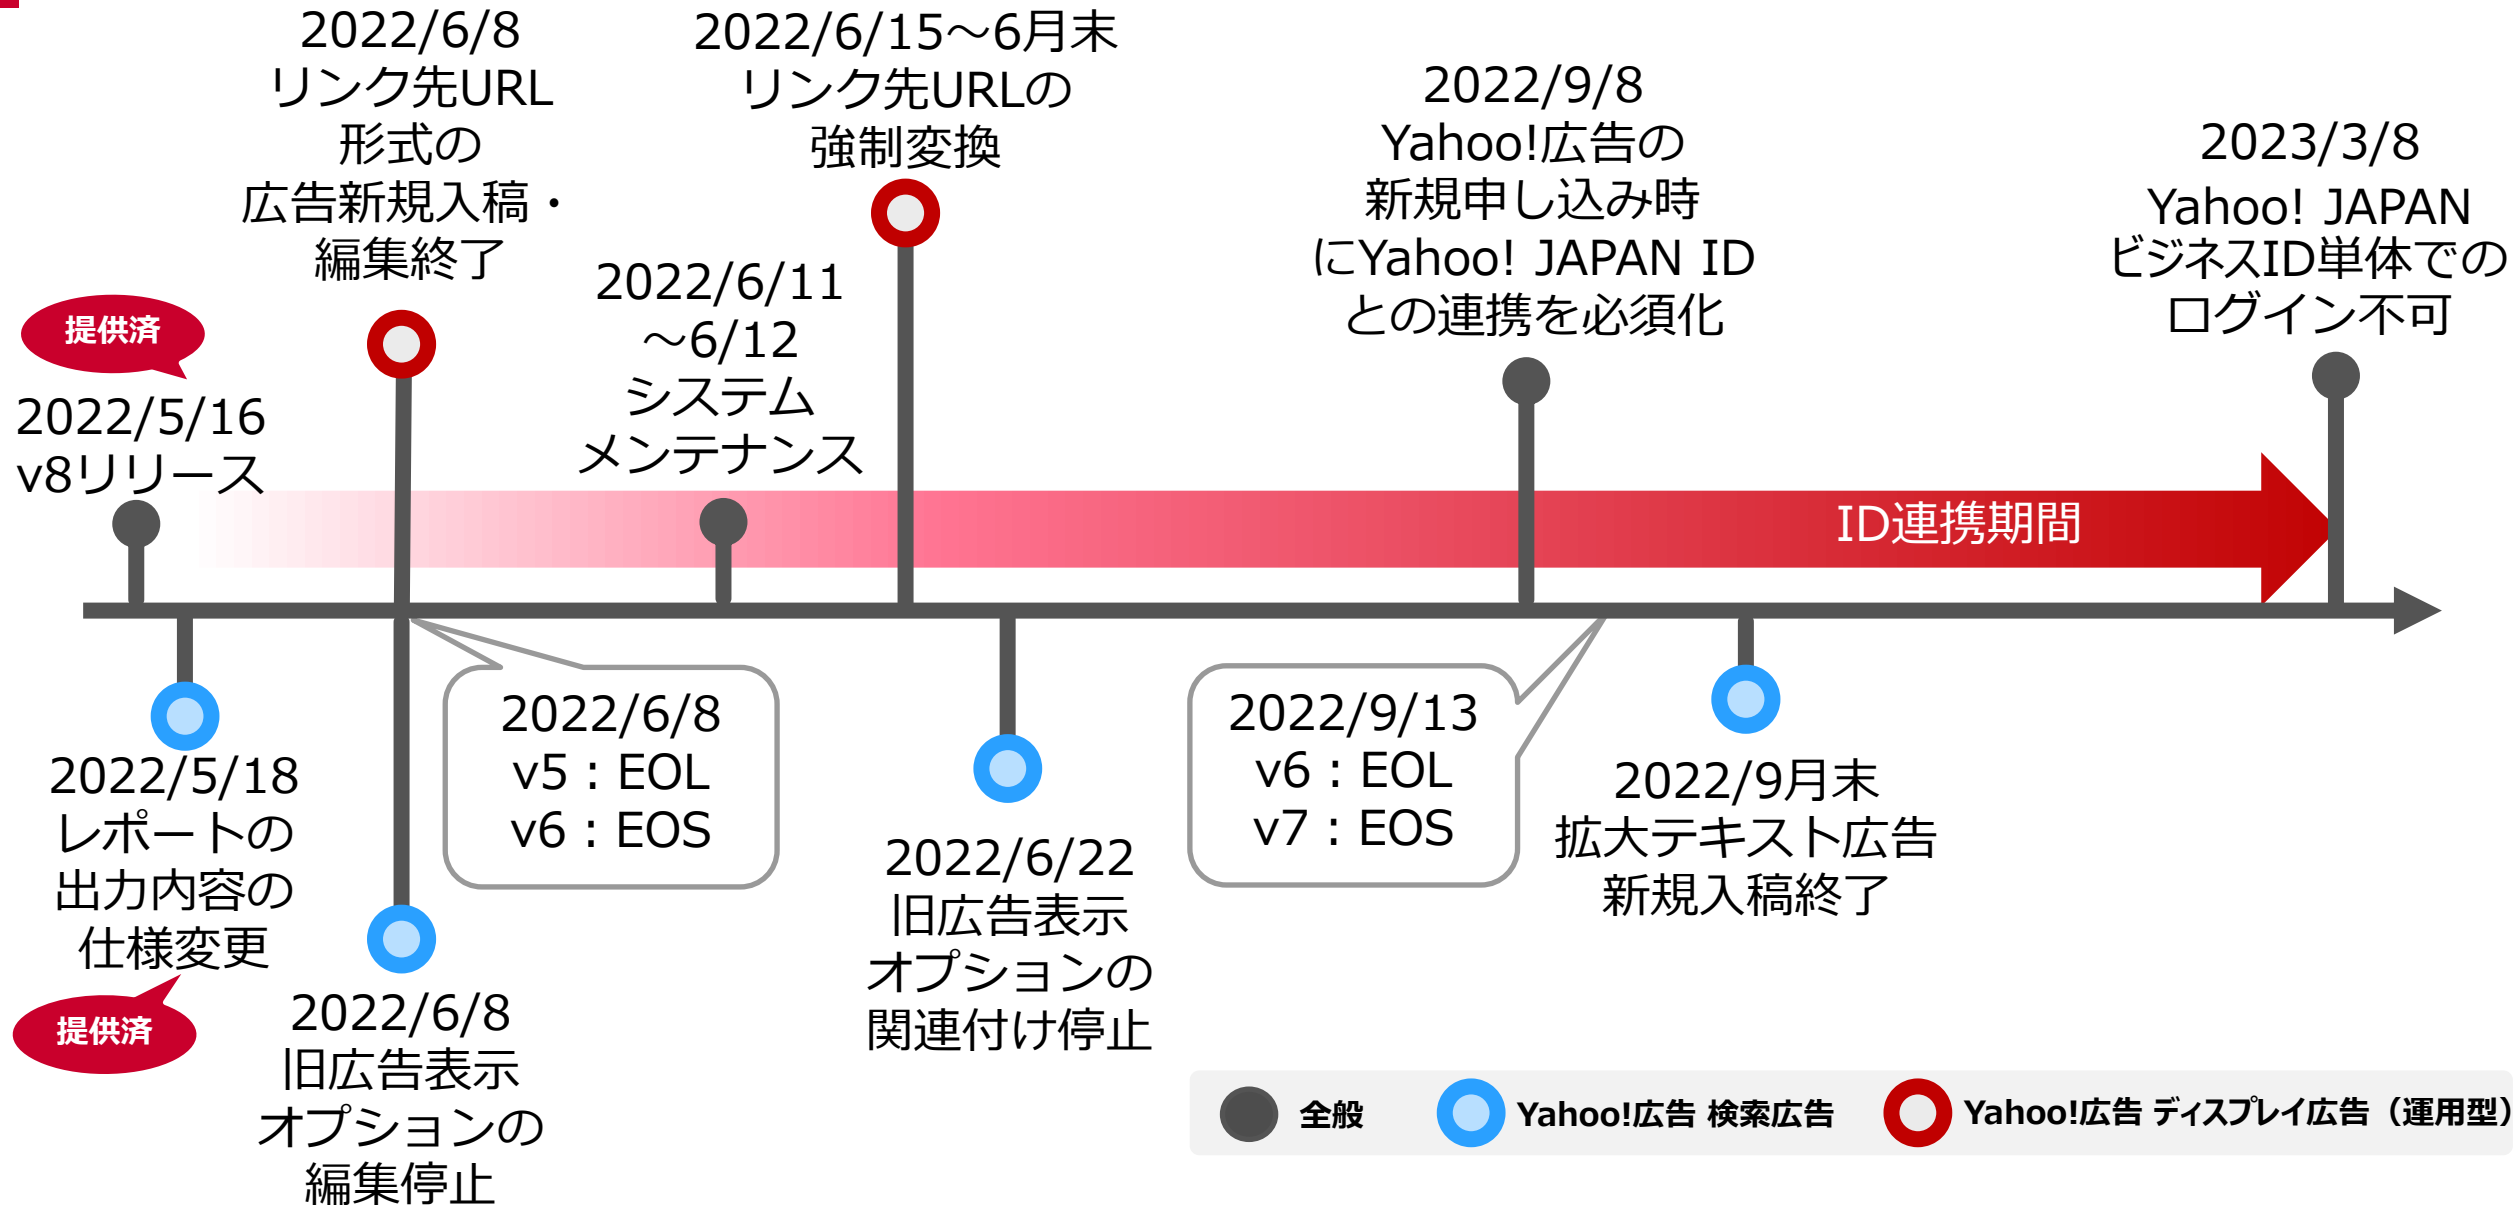 2022/6/8
リンク先URL
形式の
広告新規入稿・
編集終了
2022/6/15～6月末
リンク先URLの
強制変換
2022/9/8
Yahoo!広告の
新規申し込み時
にYahoo! JAPAN ID
との連携を必須化
2023/3/8
Yahoo! JAPAN
ビジネスID単体での
ログイン不可
2022/6/11
～6/12
システム
メンテナンス
提供済
2022/5/16
v8リリース
ID連携期間
2022/5/18
レポートの
出力内容の
仕様変更
提供済
2022/6/8
旧広告表示
オプションの
編集停止
2022/6/8
v5：EOL
v6：EOS
2022/6/22
旧広告表示
オプションの
関連付け停止
2022/9/13
v6：EOL
v7：EOS
2022/9月末
拡大テキスト広告
新規入稿終了
全般
Yahoo!広告 検索広告
Yahoo!広告 ディスプレイ広告（運用型）